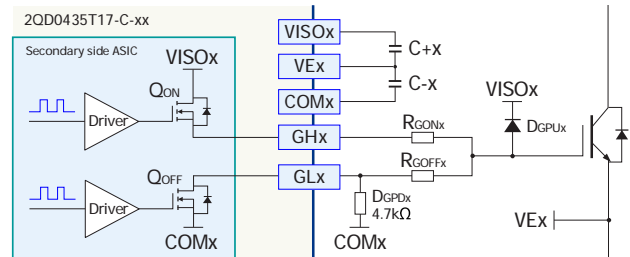 2QD0435T17-C-xx
Secondary side ASIC
VISOx
QON
Driver
QOFF
Driver
COMx
VISOx
VEx
COMx
GHx
GLx
C+x
C-x
RGONx
RGOFFx
DGPDx
4.7kΩ
COMx
VISOx
DGPUx
VEx